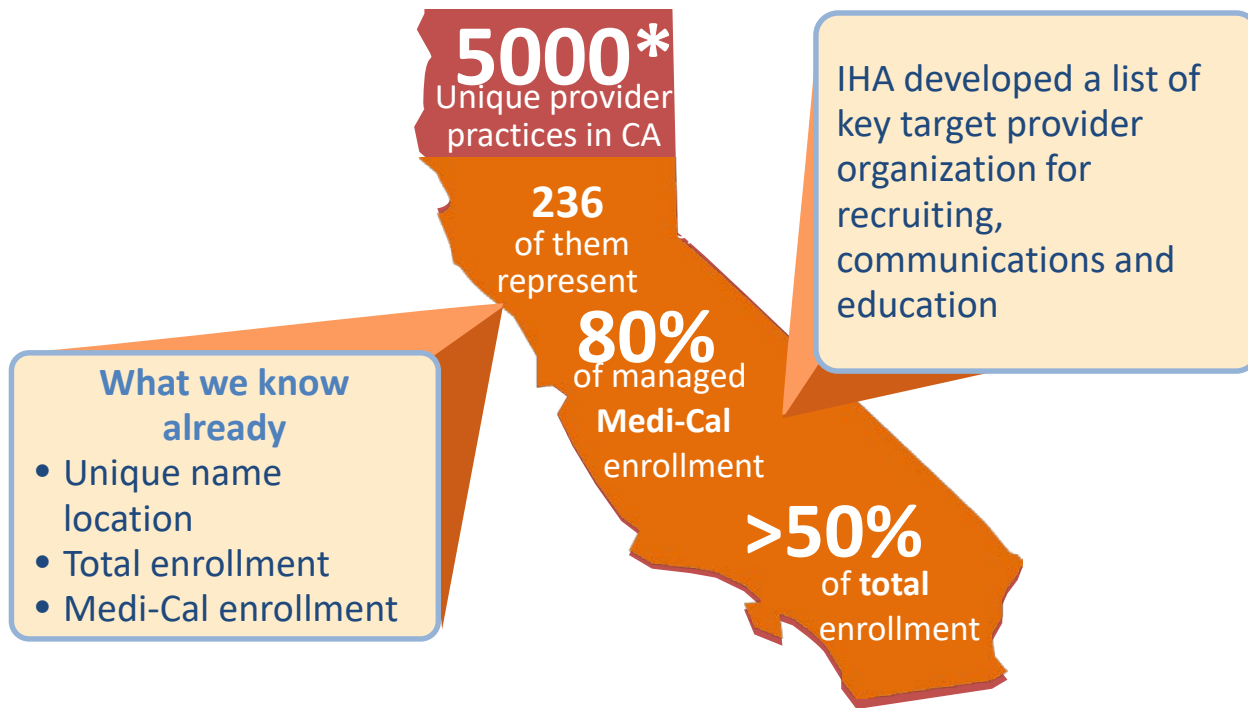 5000*
Unique provider
practices in CA
236
of them
represent
80%
of managed
Medi-Cal
enrollment
>50%
of total
enrollment
IHA developed a list of
key target provider
organization for
recruiting,
communications and
education
What we know
already
• Unique name
location
• Total enrollment
• Medi-Cal enrollment